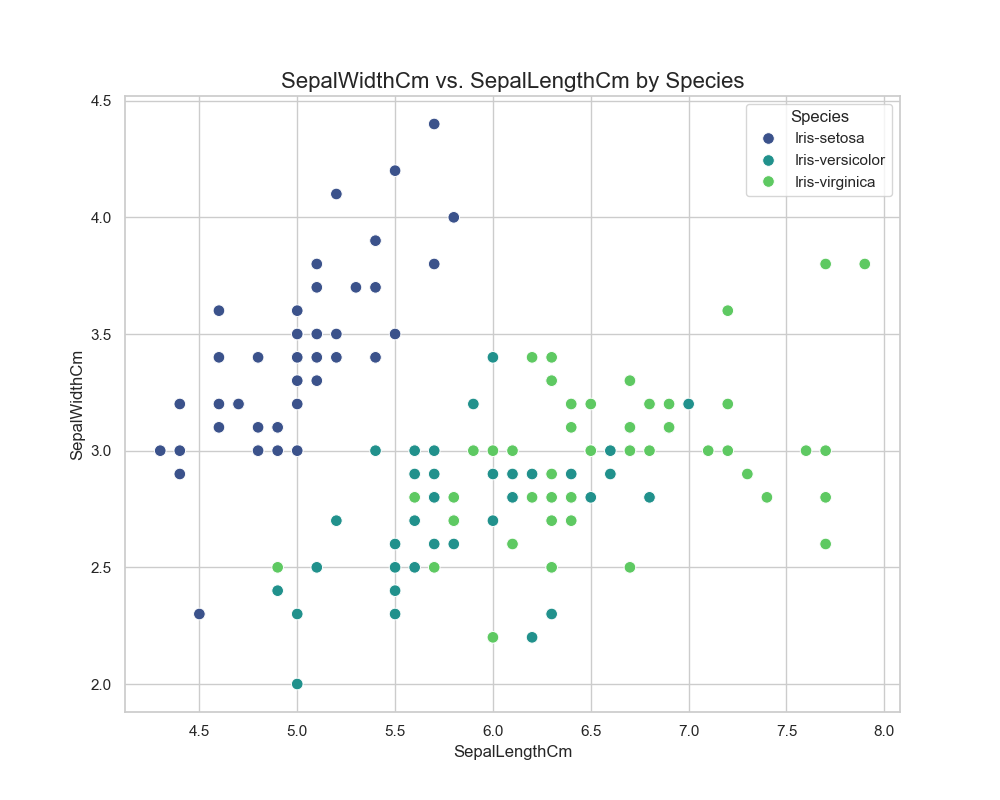 SepalWidthCm vs. SepalLengthCm by Species
Species
Iris-setosa
Iris-versicolor
Iris-virginica
SepalWidthCm
4.5
4.0
3.5
3.0
2.5
2.0
4.5 5.0 5.5 6.0 6.5 7.0 7.5 8.0
SepalLengthCm